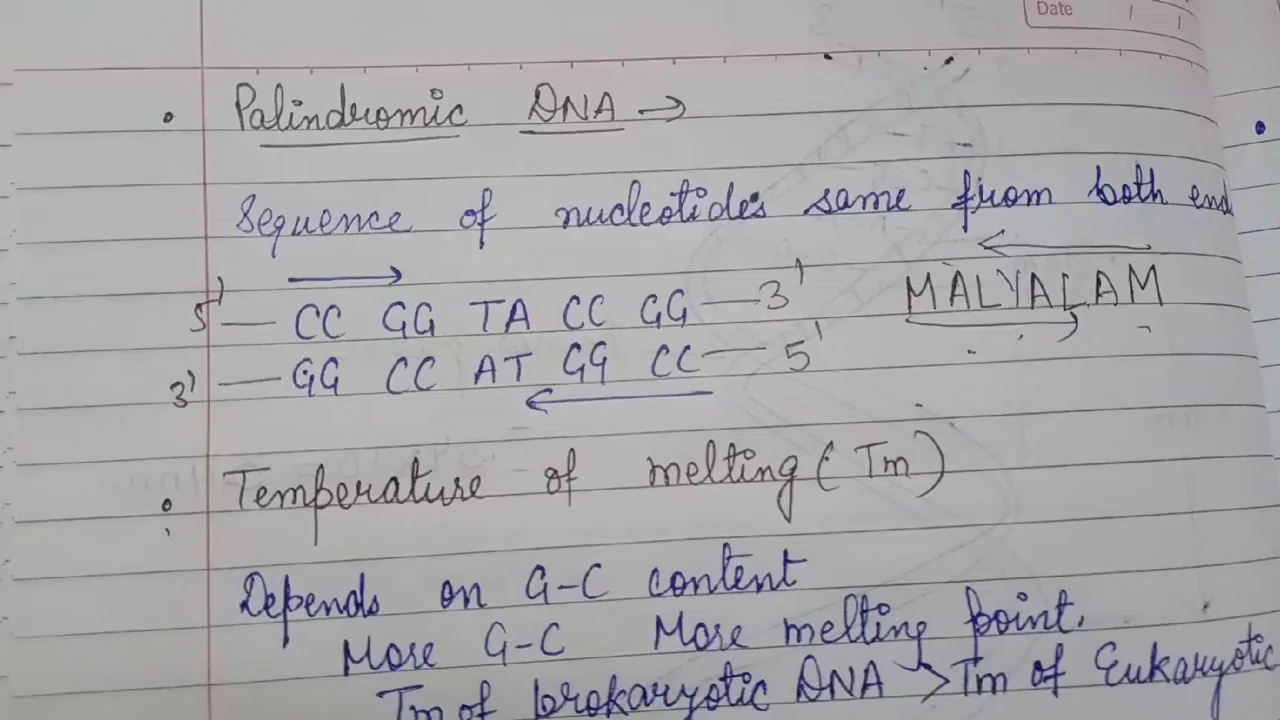 Date
Palindromic DNA →
Sequence of nucleotides same from both end
5' — CC GG TA CC GG — 3'
MALYALAM
3' — GG CC AT GG CC — 5'
Temperature of melting (Tm)
Depends on G-C content
More G-C More melting point.
Tm of prokaryotic DNA > Tm of Eukaryotic